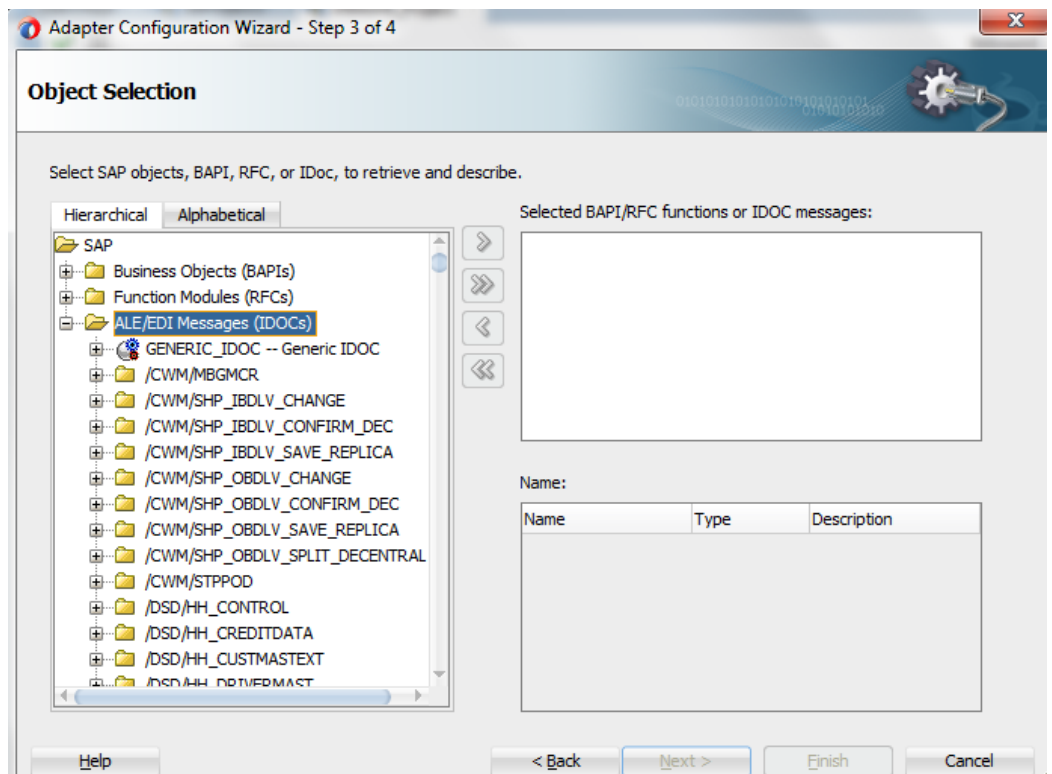 Adapter Configuration Wizard - Step 3 of 4
Object Selection
Select SAP objects, BAPI, RFC, or IDoc, to retrieve and describe.
Hierarchical Alphabetical
SAP
Business Objects (BAPIs)
Function Modules (RFCs)
ALE/EDI Messages (IDOCs)
GENERIC_IDOC -- Generic IDOC
/CWM/MBGMCR
/CWM/SHP_IBDLV_CHANGE
/CWM/SHP_IBDLV_CONFIRM_DEC
/CWM/SHP_IBDLV_SAVE_REPLICA
/CWM/SHP_OBDLV_CHANGE
/CWM/SHP_OBDLV_CONFIRM_DEC
/CWM/SHP_OBDLV_SAVE_REPLICA
/CWM/SHP_OBDLV_SPLIT_DECENTRAL
/CWM/STPPOD
/DSD/HH_CONTROL
/DSD/HH_CREDITDATA
/DSD/HH_CUSTMASTEXT
/DSD/HH_DRIVERMAST
Selected BAPI/RFC functions or IDOC messages:
Name:
Name Type Description
Help < Back Next > Finish Cancel